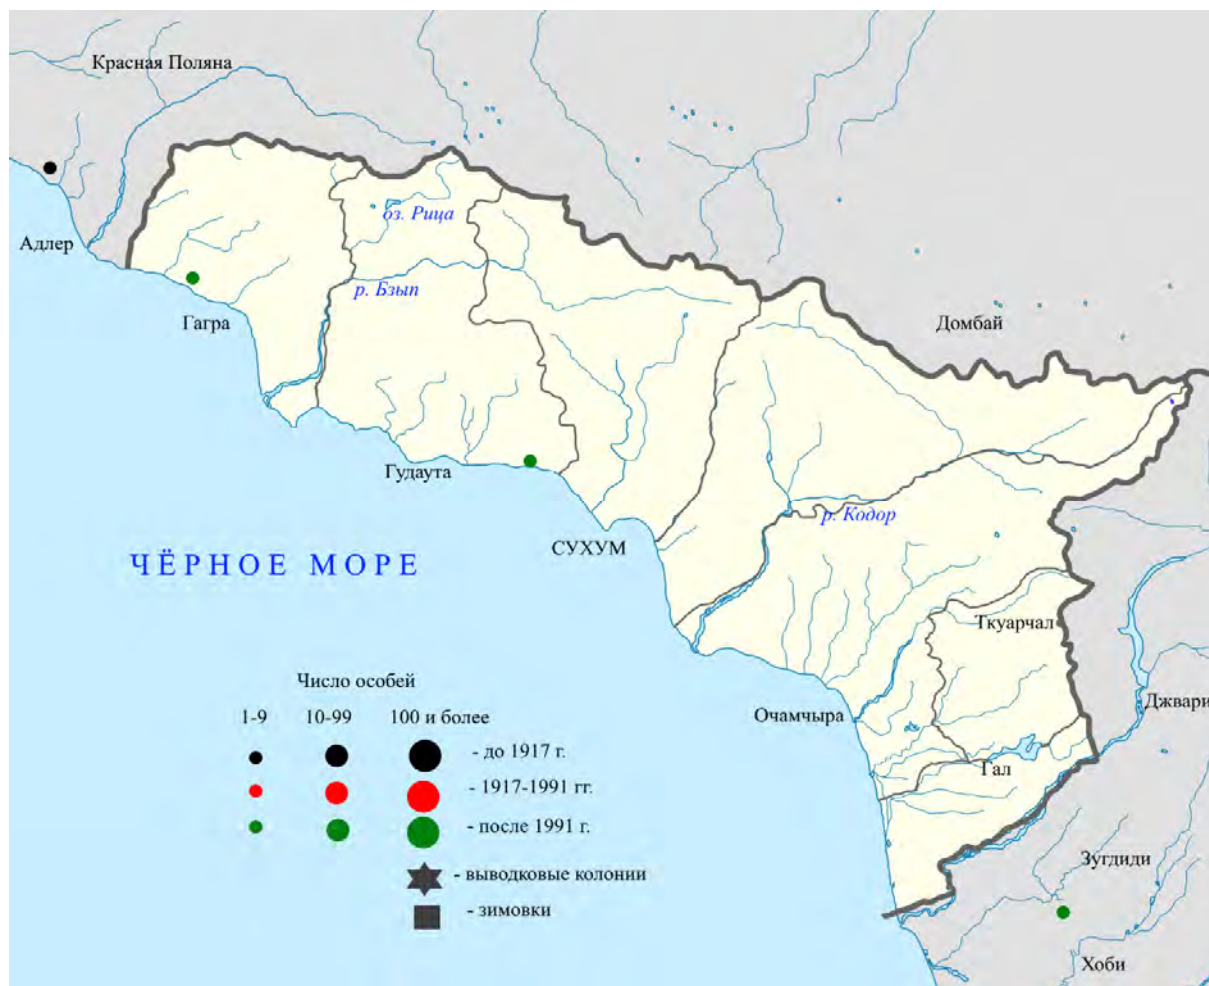 Красная Поляна
оз. Рица
Адлер
р. Бзып
Гагра
Домбай
Гудаута
р. Кодор
СУХУМ
ЧЁРНОЕ МОРЕ
Ткуарчал
Число особей
Джвари
1-9 10-99 100 и более
Очамчыра
- до 1917 г.
Гал
- 1917-1991 гг.
- после 1991 г.
Зугдиди
- выводковые колонии
- зимовки
Хоби